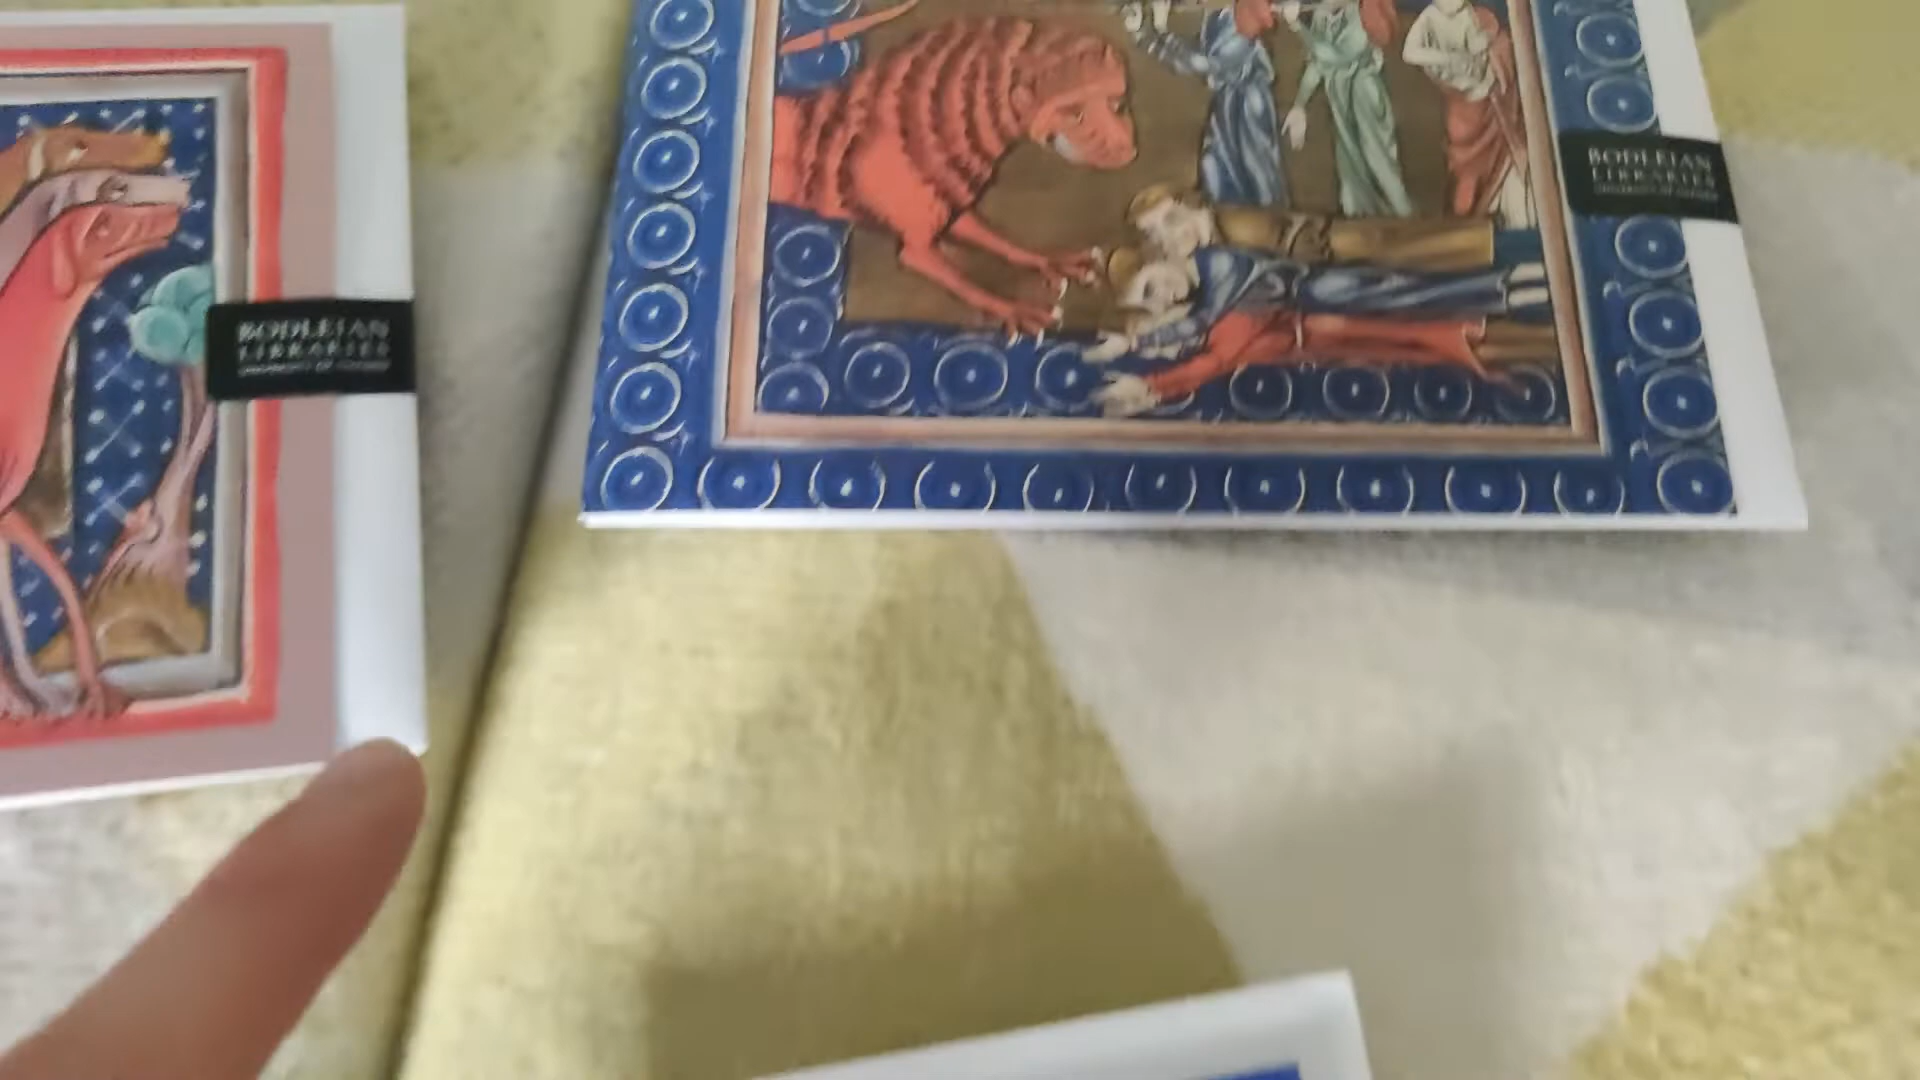 BODLEIAN
LIBRARIES
UNIVERSITY OF OXFORD
BODLEIAN
LIBRARIES
UNIVERSITY OF OXFORD